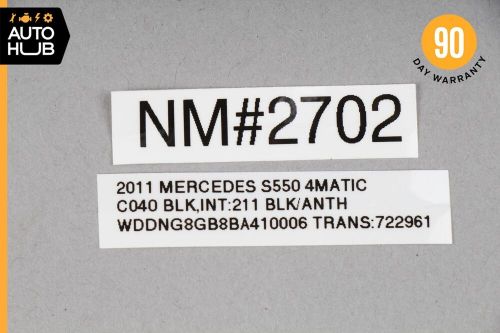 AUTO
HUB
90
DAY WARRANTY
NM#2702
2011 MERCEDES S550 4MATIC
C040 BLK,INT:211 BLK/ANTH
WDDNG8GB8BA410006 TRANS:722961